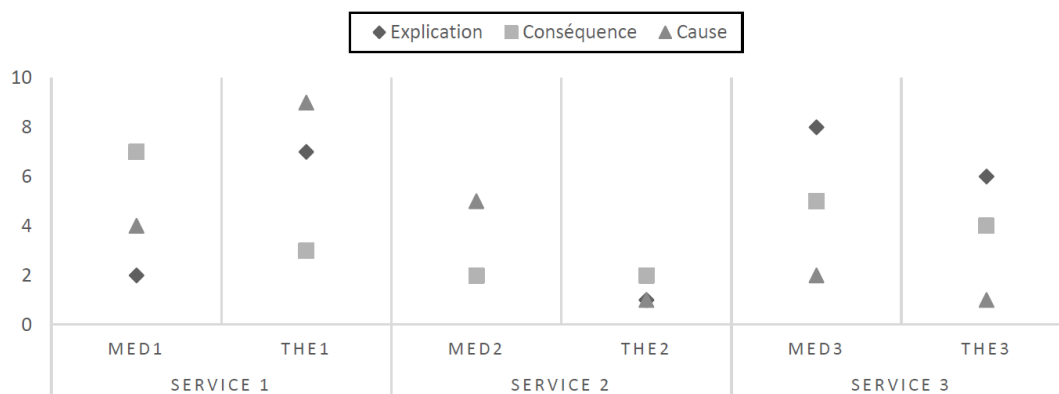 Explication Conséquence Cause
10
8
6
4
2
0
MED1 THE1 MED2 THE2 MED3 THE3
SERVICE 1 SERVICE 2 SERVICE 3